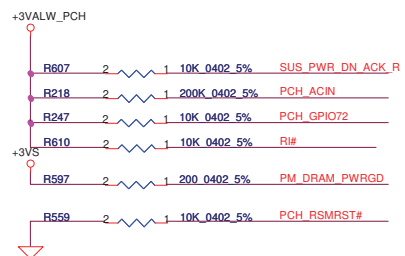 +3VALW_PCH
R607 2 1 10K_0402_5% SUS_PWR_DN_ACK_R
R218 2 1 200K_0402_5% PCH_ACIN
R247 2 1 10K_0402_5% PCH_GPIO72
R610 2 1 10K_0402_5% RI#
+3VS
R597 2 1 200_0402_5% PM_DRAM_PWRGD
R559 2 1 10K_0402_5% PCH_RSMRST#